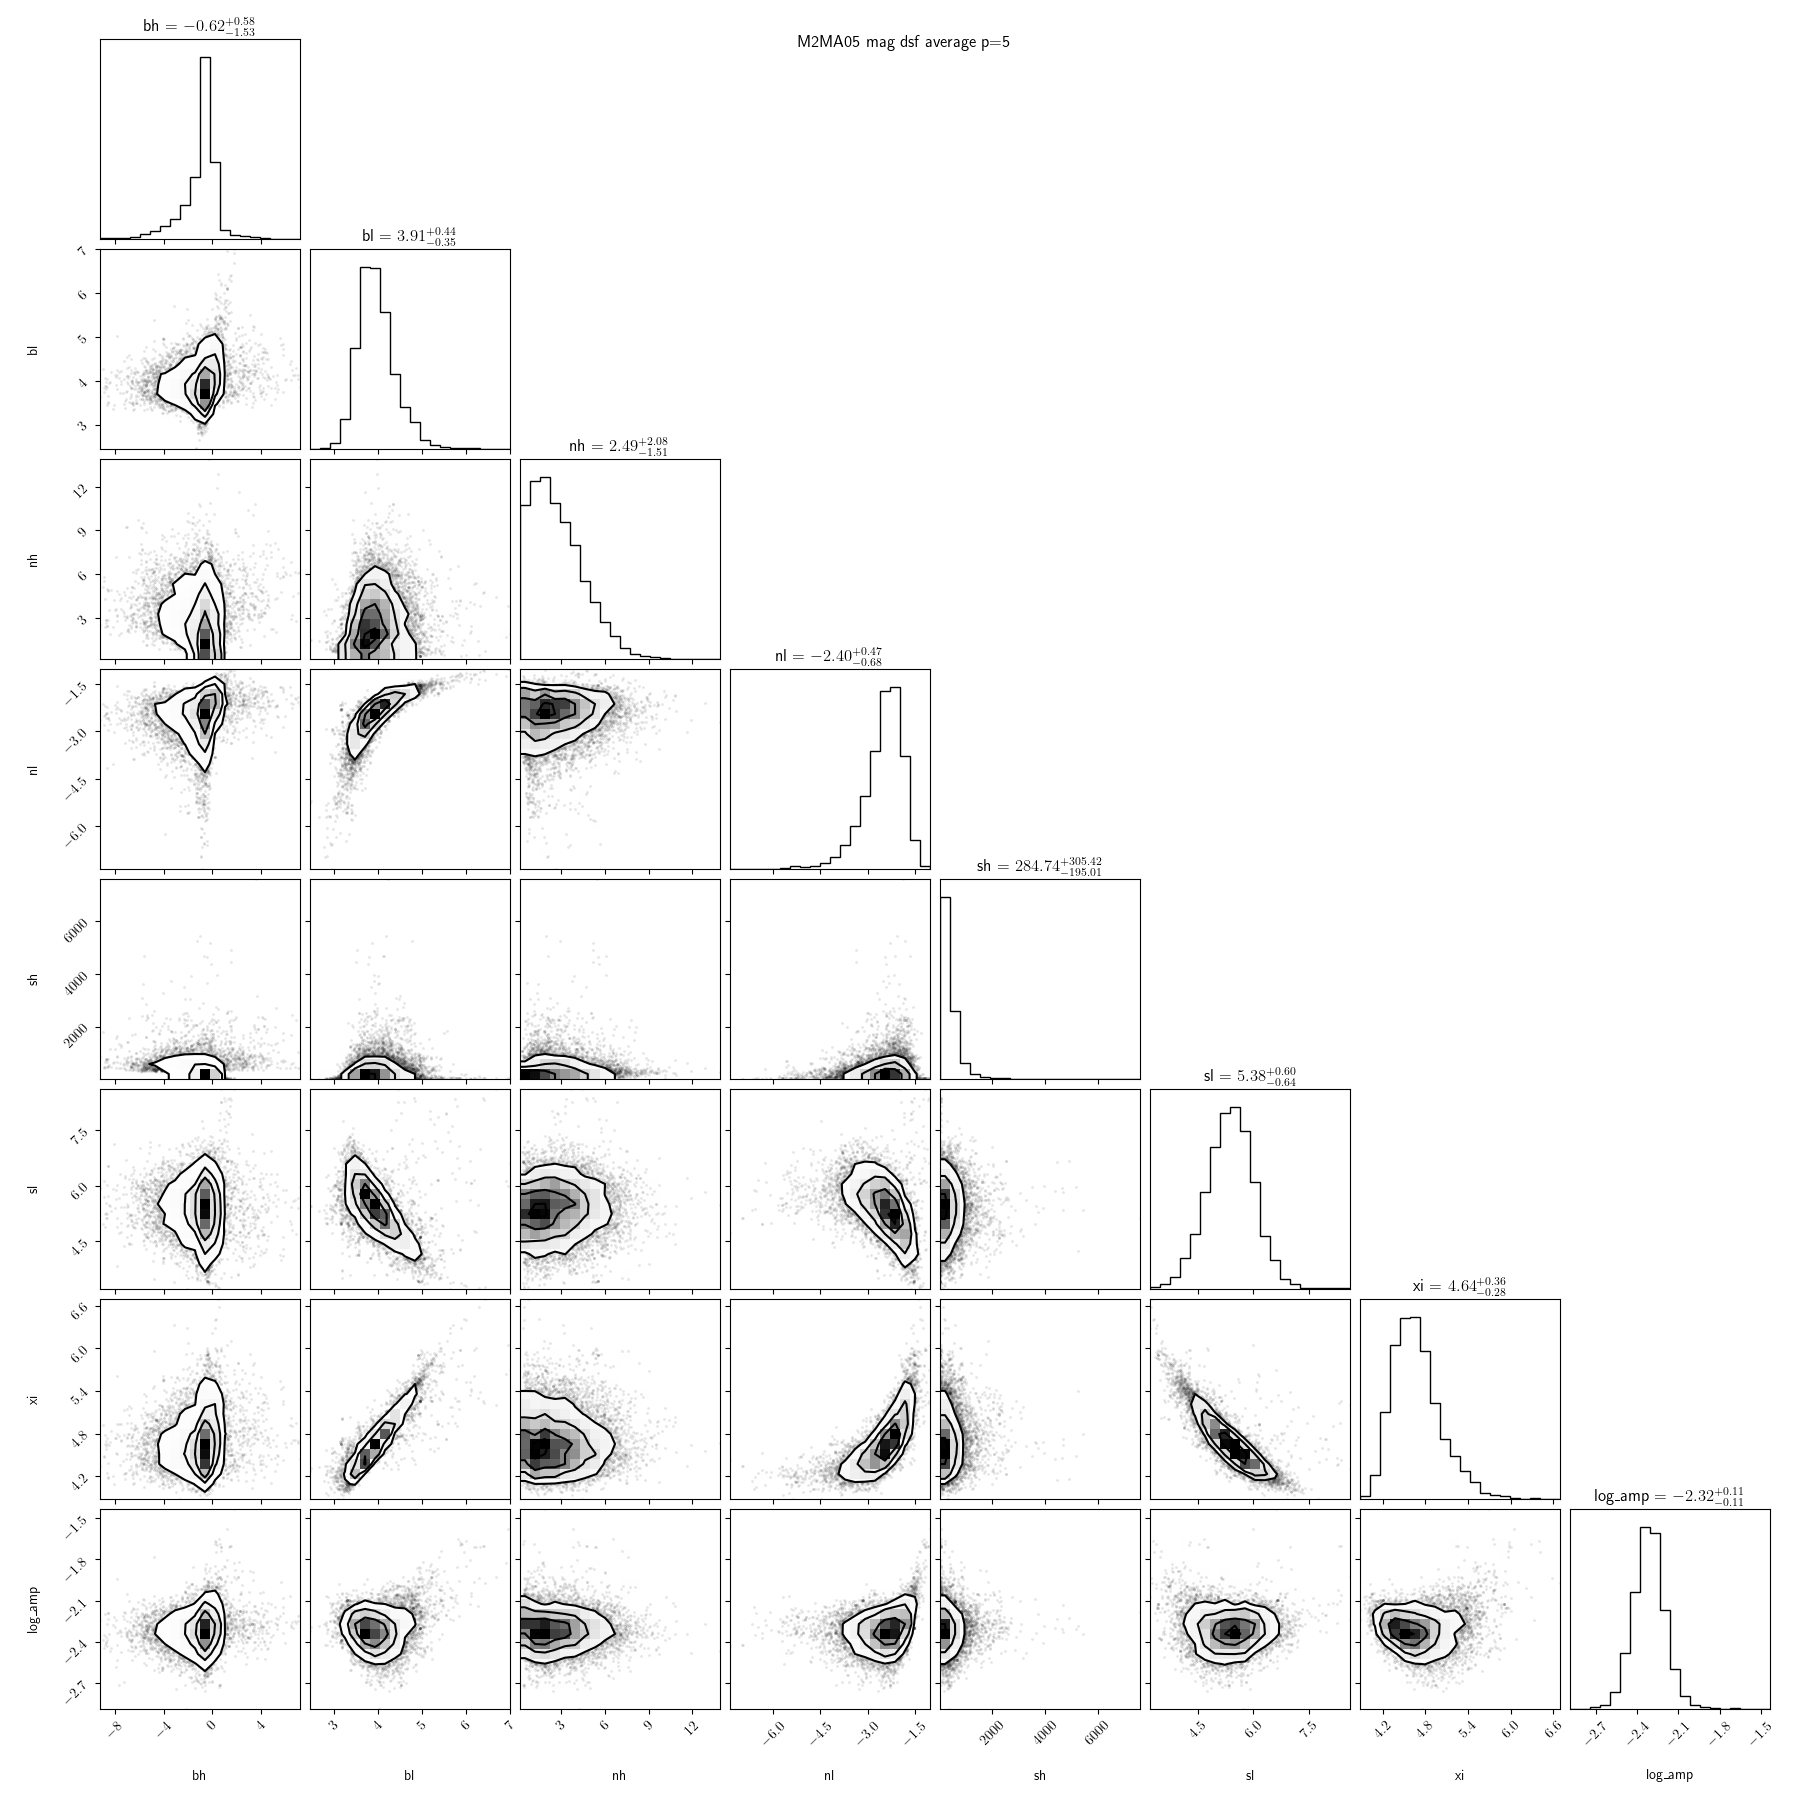 bh = −0.62+0.58−1.53
M2MA05 mag dsf average p=5
bl = 3.91+0.44−0.35
7
6
5
4
3
bl
nh = 2.49+2.08−1.51
12
9
6
3
nh
nl = −2.40+0.47−0.68
−1.5
−3.0
−4.5
−6.0
nl
sh = 284.74+305.42−195.01
6000
4000
2000
sh
sl = 5.38+0.60−0.64
7.5
6.0
4.5
sl
xi = 4.64+0.36−0.28
6.6
6.0
5.4
4.8
4.2
xi
log_amp = −2.32+0.11−0.11
−1.5
−1.8
−2.1
−2.4
−2.7
log_amp
−8 −4 0 4 3 4 5 6 7 3 6 9 12 −6.0 −4.5 −3.0 −1.5 2000 4000 6000 4.5 6.0 7.5 4.2 4.8 5.4 6.0 6.6 −2.7 −2.4 −2.1 −1.8 −1.5
bh bl nh nl sh sl xi log_amp